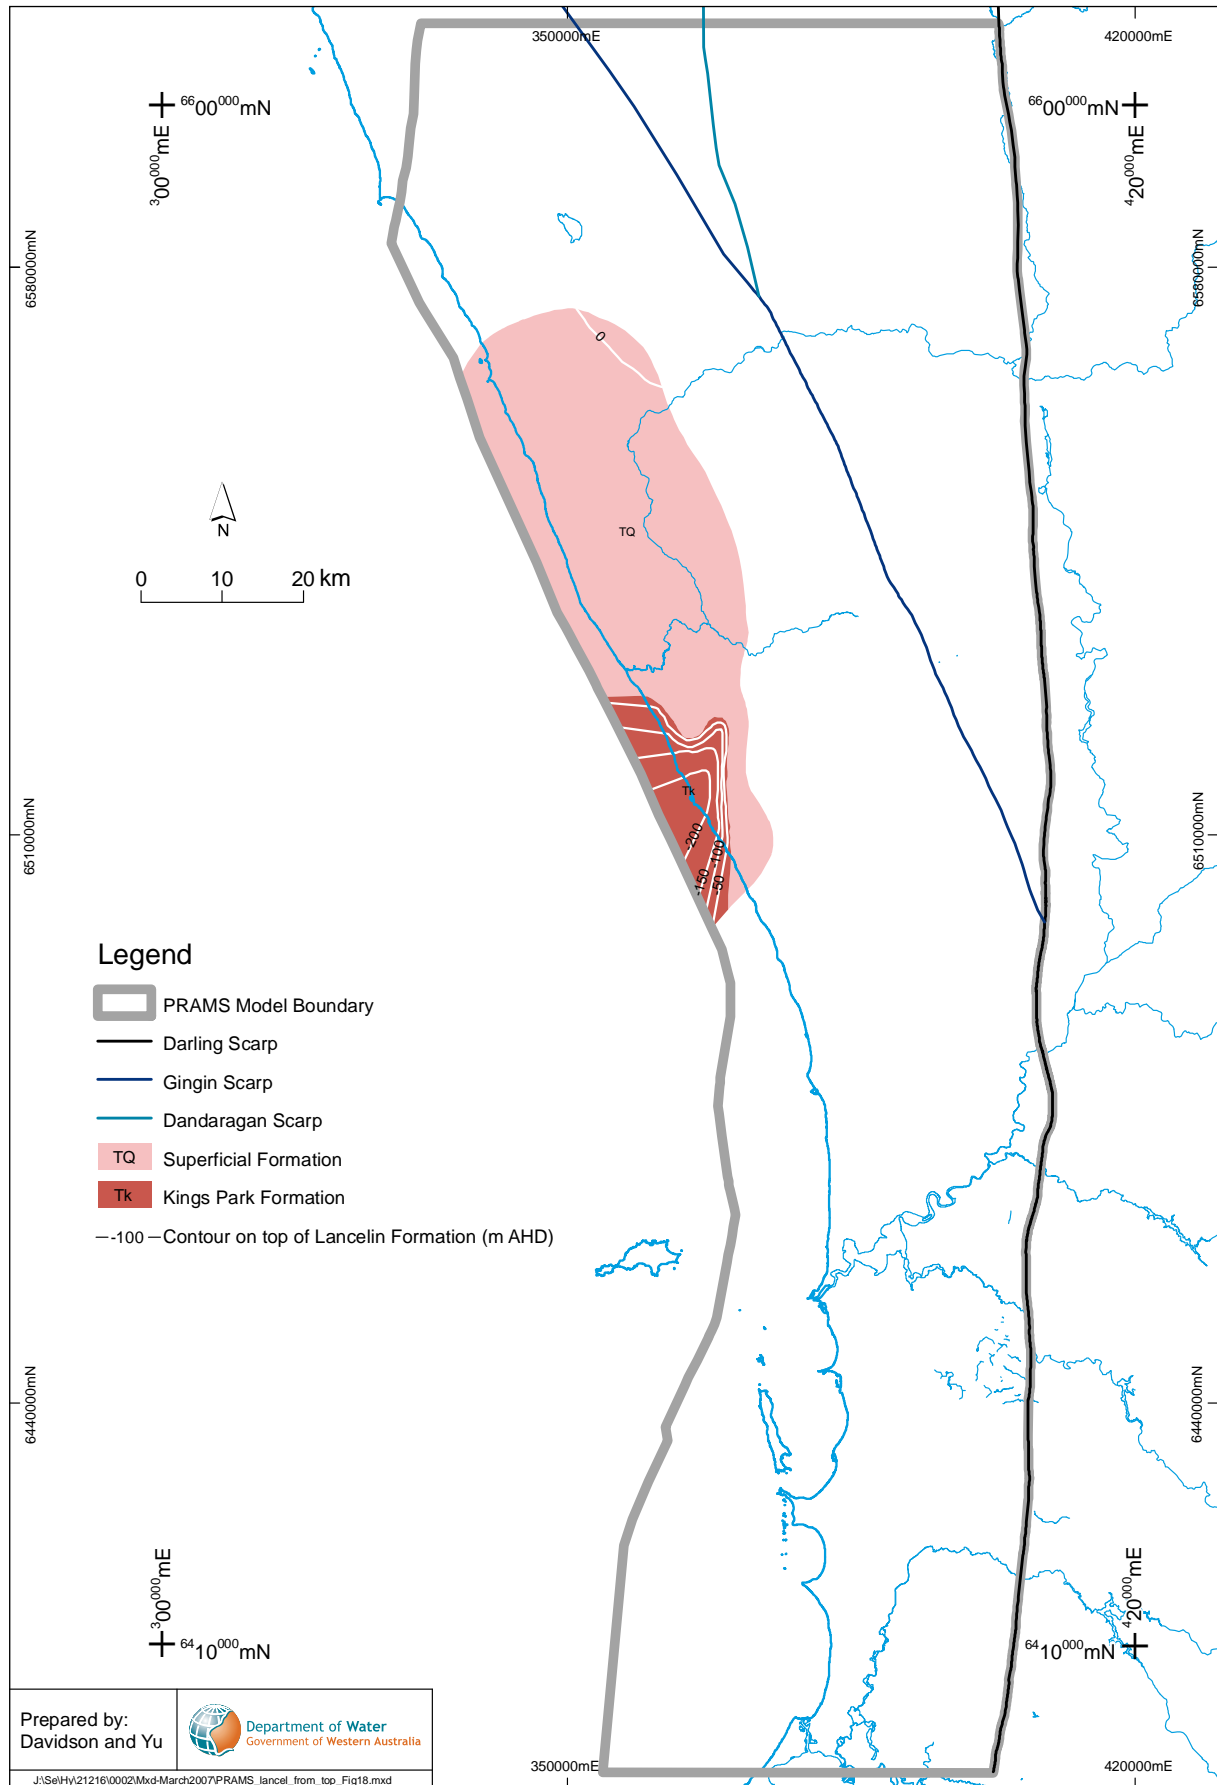 350000mE
420000mE
6600000mN
6600000mN
300000mE
420000mE
6580000mN
6580000mN
0
TQ
N
0 10 20 km
Tk
-200
-100
-150
-50
6510000mN
6510000mN
Legend
PRAMS Model Boundary
Darling Scarp
Gingin Scarp
Dandaragan Scarp
TQ Superficial Formation
Tk Kings Park Formation
-100 Contour on top of Lancelin Formation (m AHD)
6440000mN
6440000mN
300000mE
420000mE
6410000mN
6410000mN
Prepared by:
Davidson and Yu
Department of Water
Government of Western Australia
350000mE
420000mE
J:\Se\Hy\21216\0002\Mxd-March2007\PRAMS_lancel_from_top_Fig18.mxd